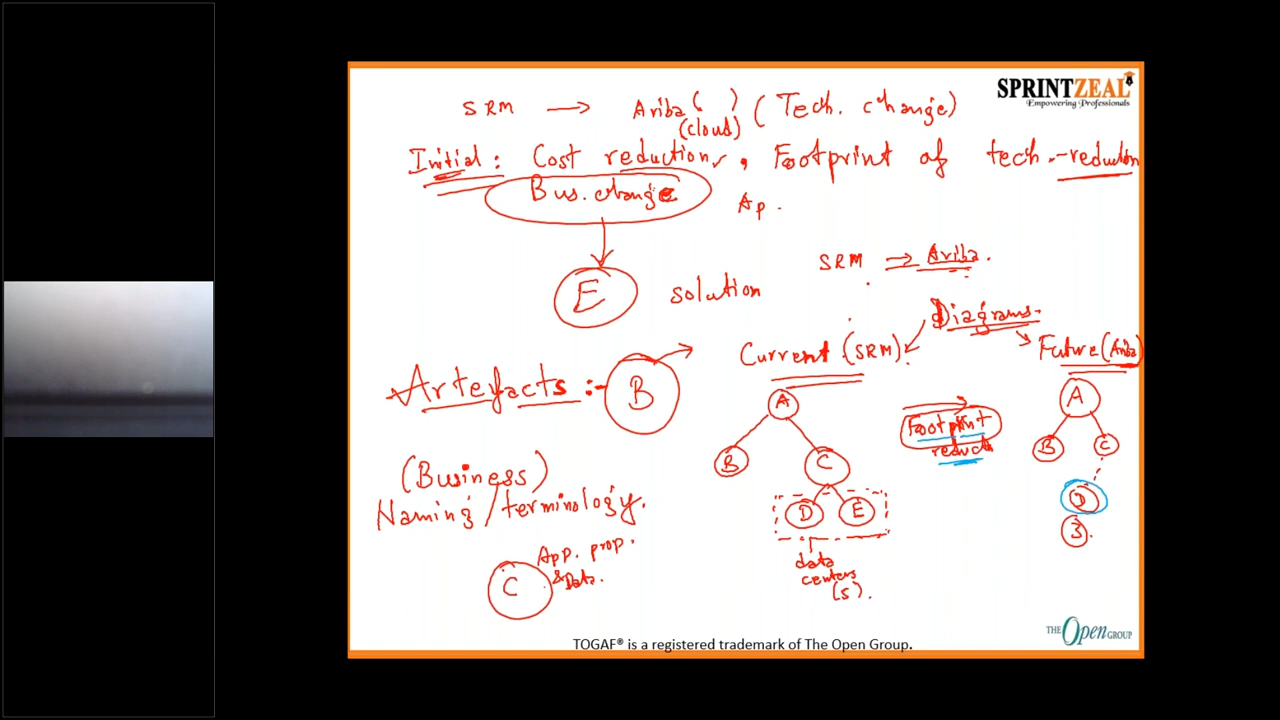 SPRINTZEAL
Empowering Professionals
SRM → Ariba ( ) (Tech. change)
(cloud)
Initial : Cost reduction, , Footprint of tech.-reduction
Bus. change
Ap .
E solution
SRM → Ariba.
Diagrams.
Current (SRM) Future (Ariba)
Artefacts :- B
A
B C
D E
data
centers
(s).
Footprint
reduct
A
B C
D
3.
(Business)
Naming / terminology.
C App. prop.
& Data.
THE Open GROUP
TOGAF® is a registered trademark of The Open Group.